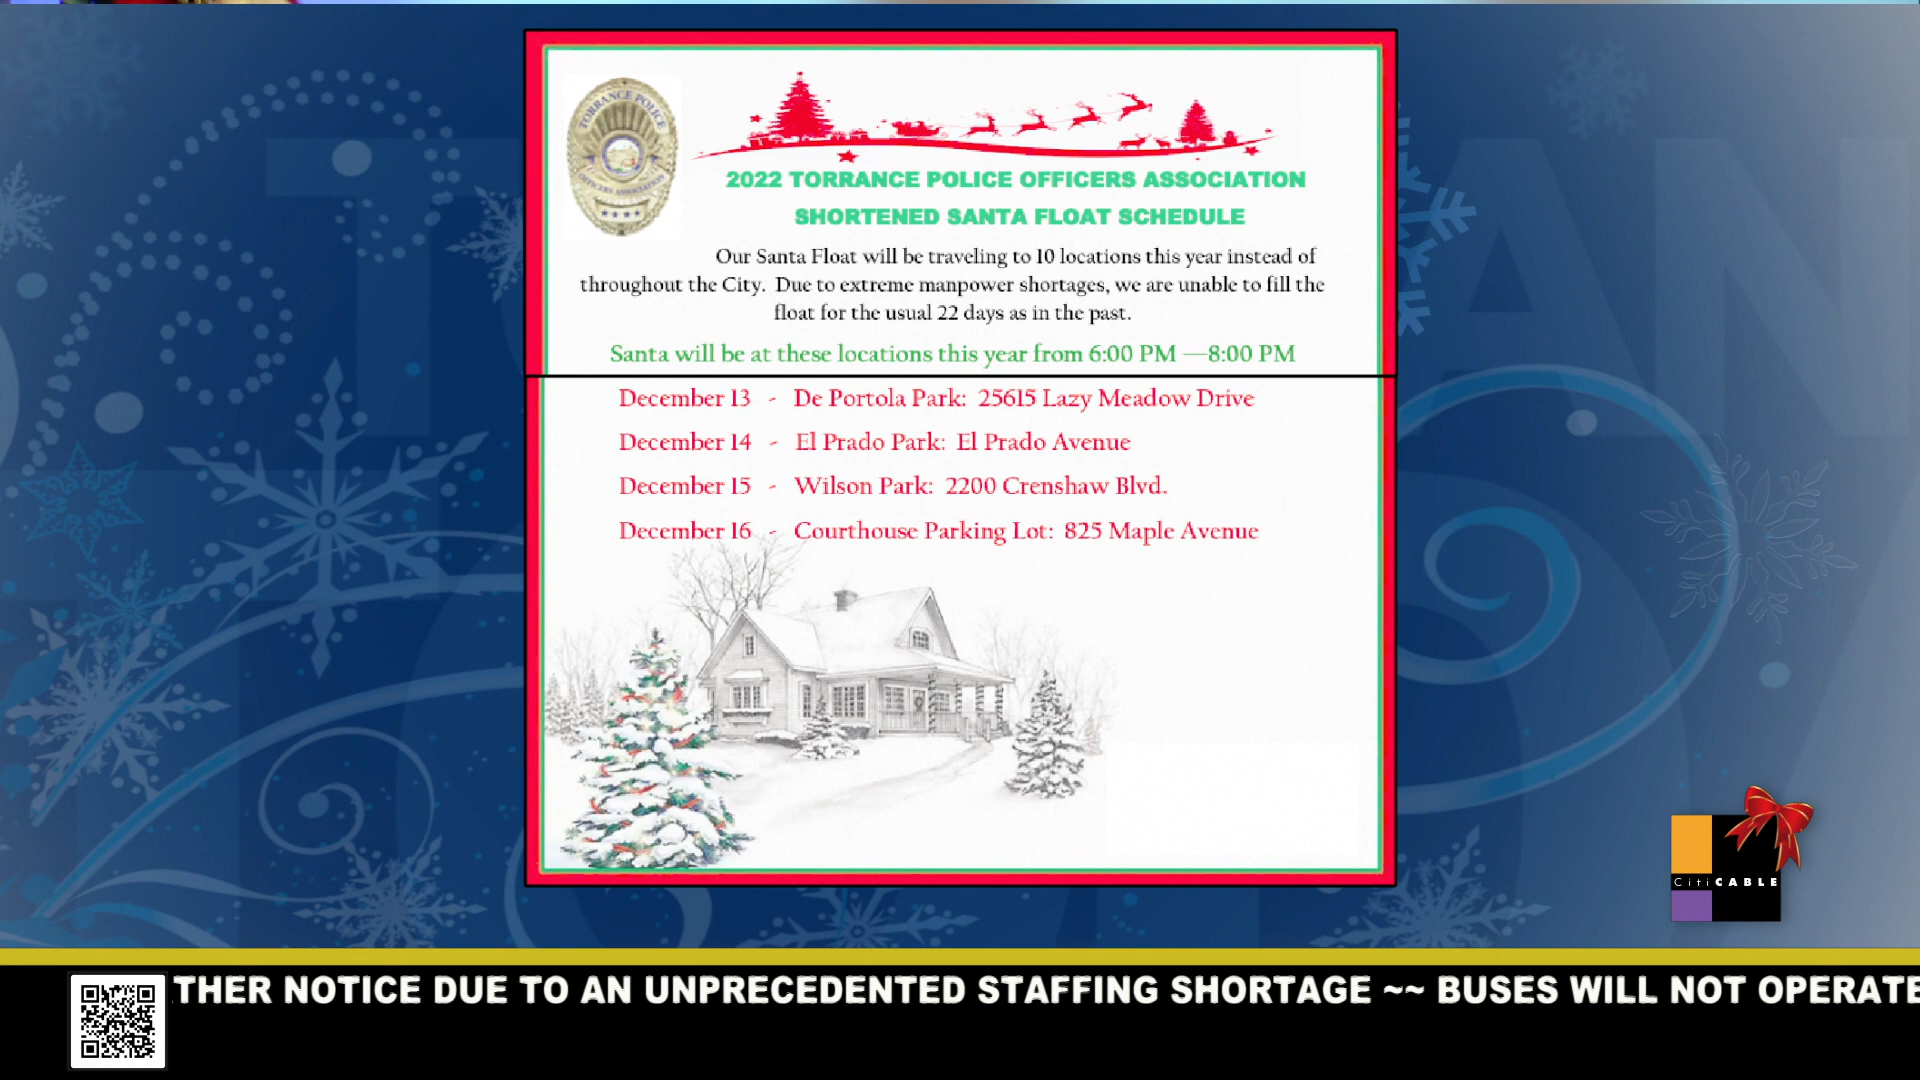 TORRANCE POLICE
OFFICERS ASSOCIATION
2022 TORRANCE POLICE OFFICERS ASSOCIATION
SHORTENED SANTA FLOAT SCHEDULE
Our Santa Float will be traveling to 10 locations this year instead of
throughout the City. Due to extreme manpower shortages, we are unable to fill the
float for the usual 22 days as in the past.
Santa will be at these locations this year from 6:00 PM —8:00 PM
December 13 - De Portola Park: 25615 Lazy Meadow Drive
December 14 - El Prado Park: El Prado Avenue
December 15 - Wilson Park: 2200 Crenshaw Blvd.
December 16 - Courthouse Parking Lot: 825 Maple Avenue
CitiCABLE
THER NOTICE DUE TO AN UNPRECEDENTED STAFFING SHORTAGE ~~ BUSES WILL NOT OPERATE